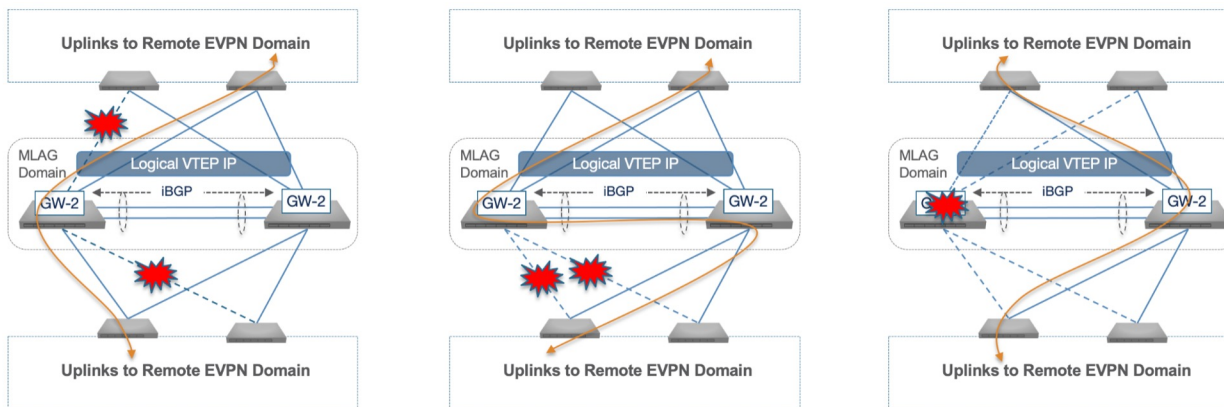 Uplinks to Remote EVPN Domain
MLAG
Domain
Logical VTEP IP
iBGP
GW-2
GW-2
Uplinks to Remote EVPN Domain
Uplinks to Remote EVPN Domain
MLAG
Domain
Logical VTEP IP
iBGP
GW-2
GW-2
Uplinks to Remote EVPN Domain
Uplinks to Remote EVPN Domain
MLAG
Domain
Logical VTEP IP
iBGP
GW-2
Uplinks to Remote EVPN Domain